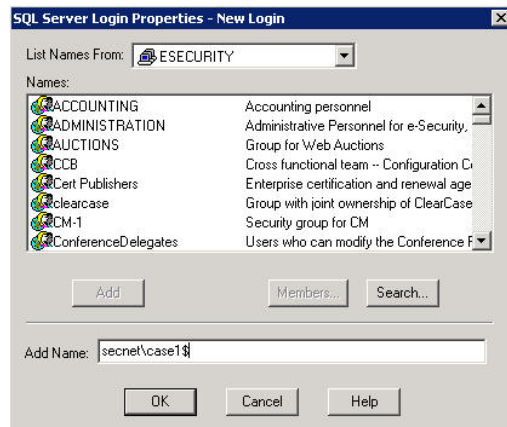 SQL Server Login Properties - New Login
List Names From: ESECURITY
Names:
ACCOUNTING Accounting personnel
ADMINISTRATION Administrative Personnel for e-Security,
AUCTIONS Group for Web Auctions
CCB Cross functional team -- Configuration Co
Cert Publishers Enterprise certification and renewal age
clearcase Group with joint ownership of ClearCase
CM-1 Security group for CM
ConferenceDelegates Users who can modify the Conference F
Add Members... Search...
Add Name: secnet\case1$
OK Cancel Help